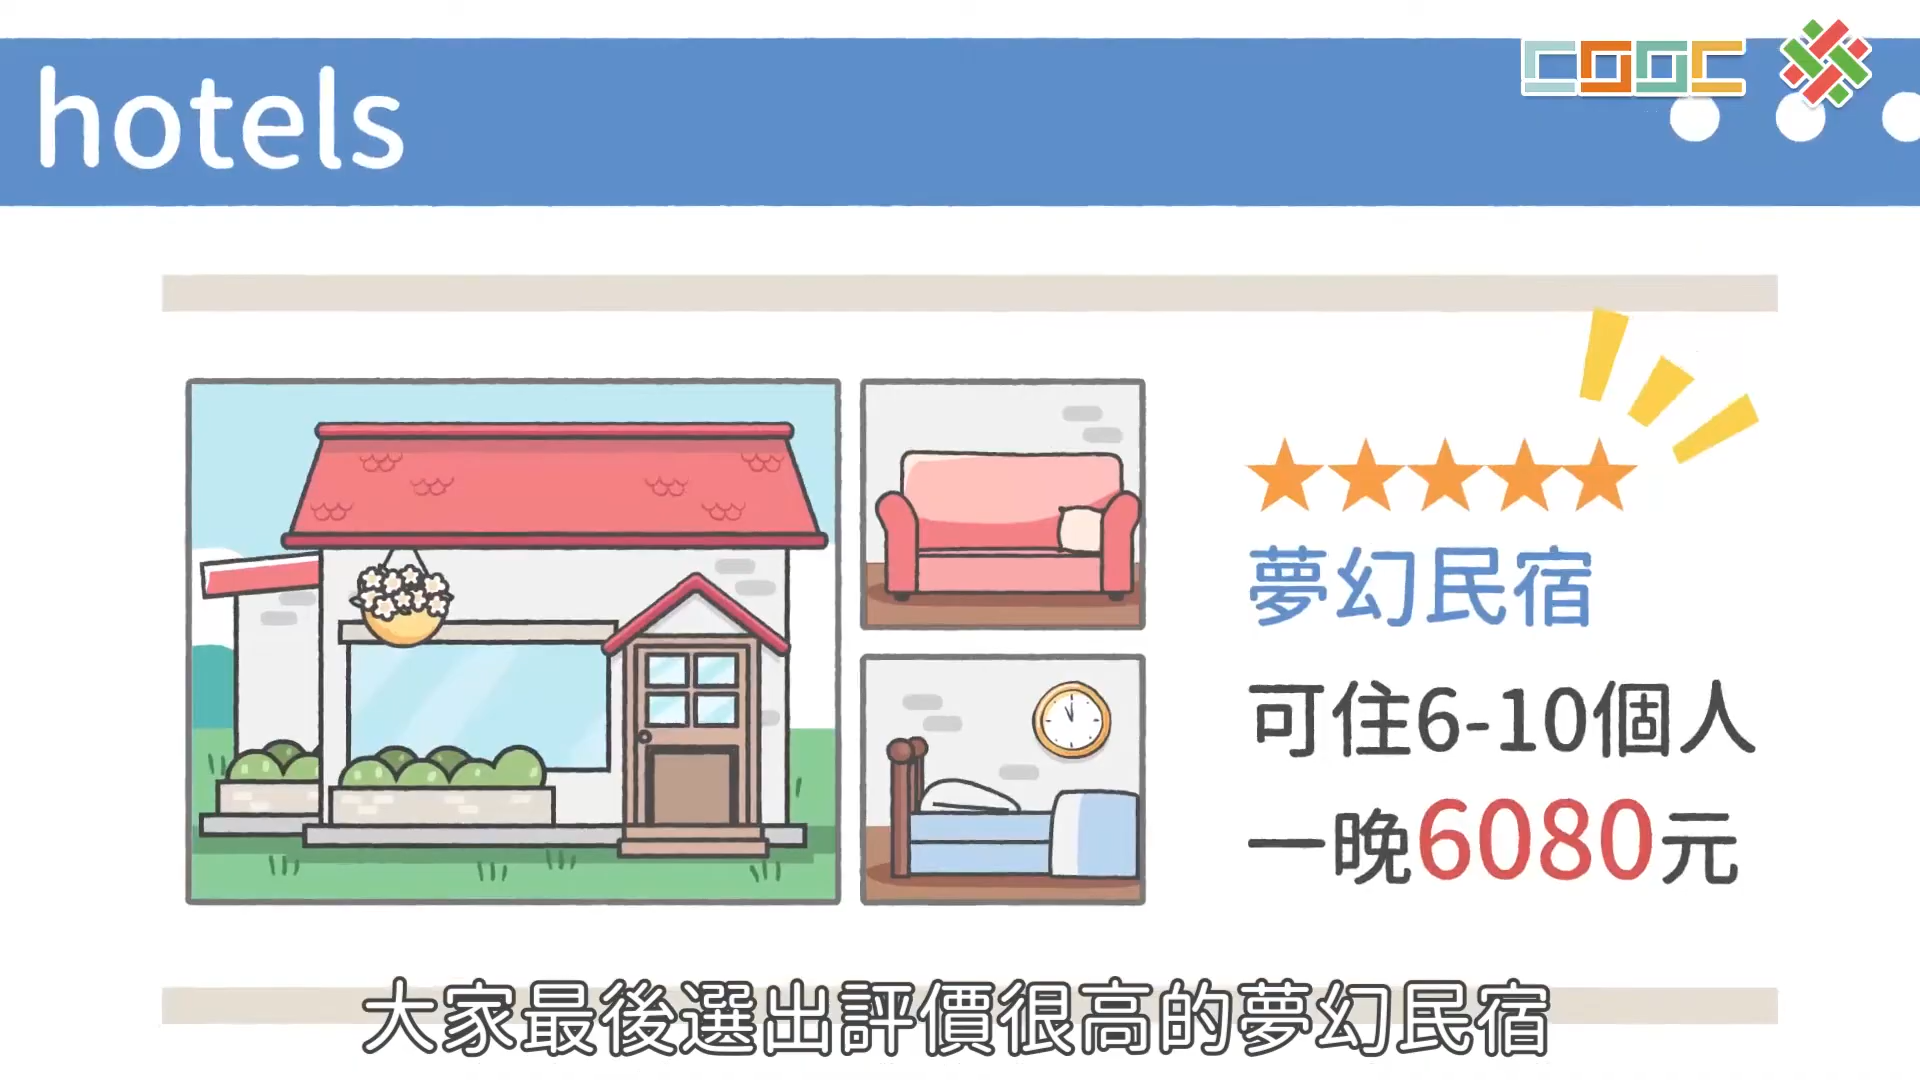 hotels
COOC
夢幻民宿
可住6-10個人
一晚6080元
大家最後選出評價很高的夢幻民宿